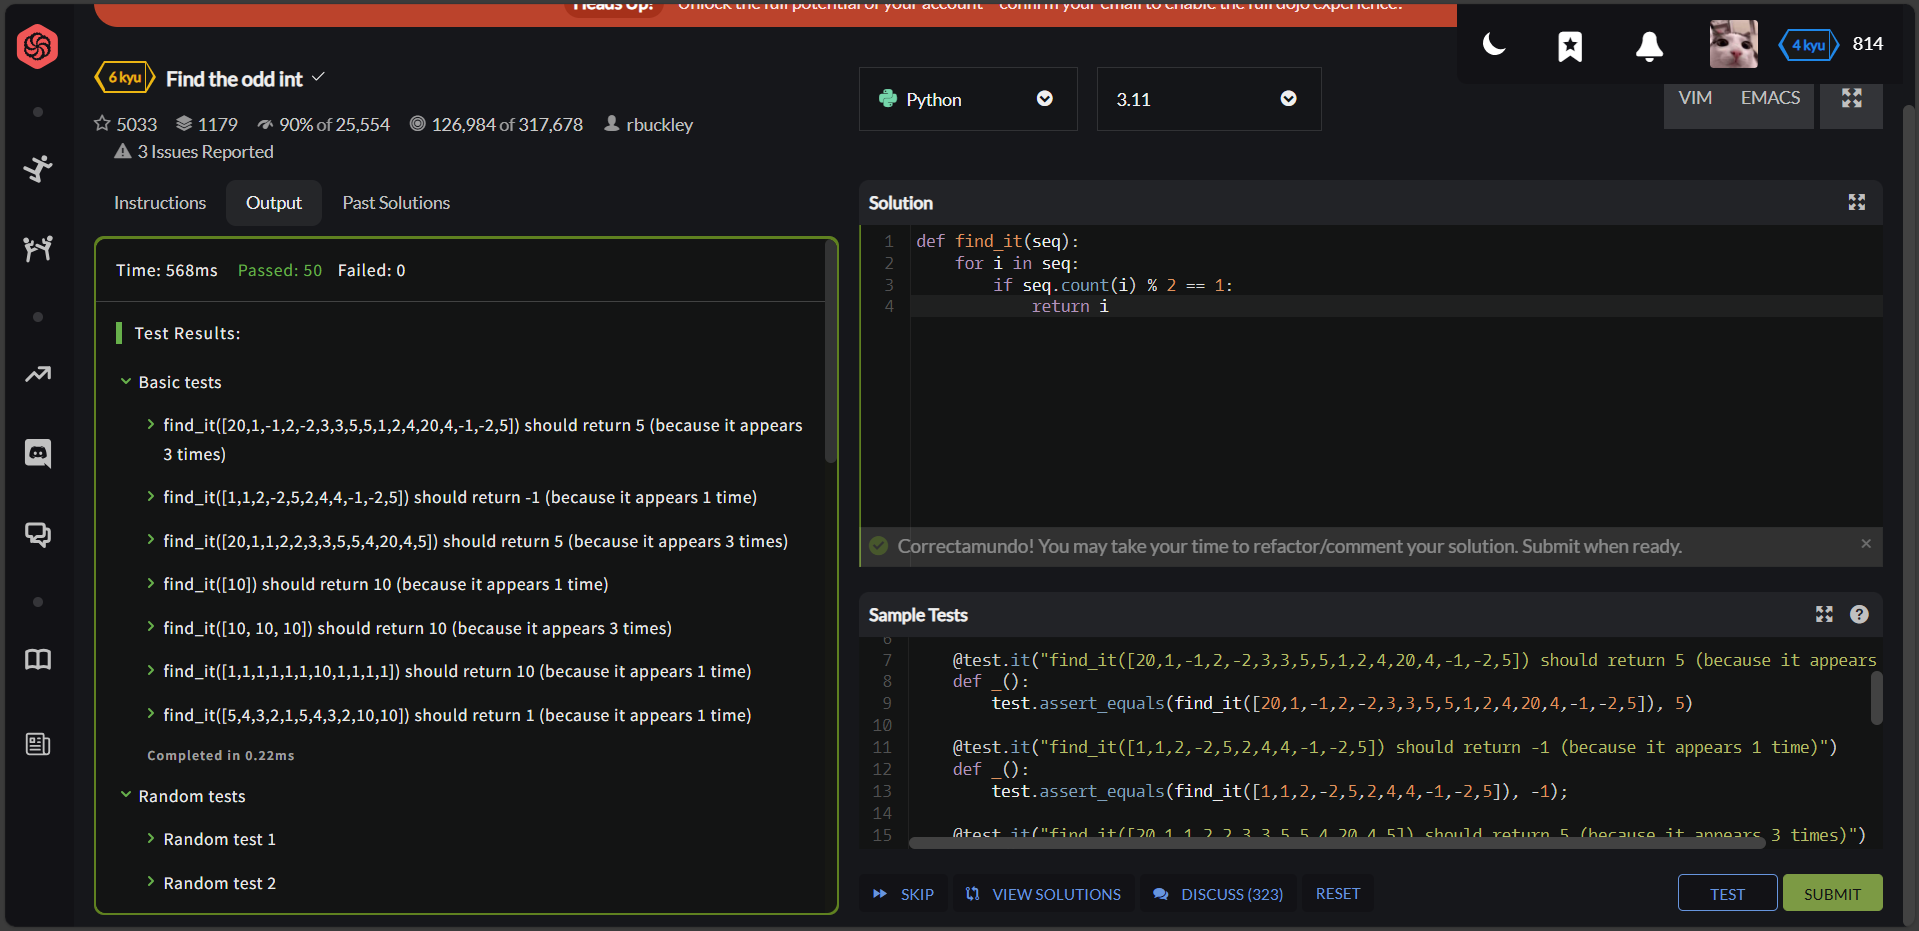 Heads Up! Unlock the full potential of your account - confirm your email to enable the full dojo experience!
4 kyu 814
6 kyu Find the odd int
5033 1179 90% of 25,554 126,984 of 317,678 rbuckley
3 Issues Reported
Python
3.11
VIM EMACS
Instructions Output Past Solutions
Time: 568ms Passed: 50 Failed: 0
Test Results:
Basic tests
find_it([20,1,-1,2,-2,3,3,5,5,1,2,4,20,4,-1,-2,5]) should return 5 (because it appears
3 times)
find_it([1,1,2,-2,5,2,4,4,-1,-2,5]) should return -1 (because it appears 1 time)
find_it([20,1,1,2,2,3,3,5,5,4,20,4,5]) should return 5 (because it appears 3 times)
find_it([10]) should return 10 (because it appears 1 time)
find_it([10, 10, 10]) should return 10 (because it appears 3 times)
find_it([1,1,1,1,1,1,10,1,1,1,1]) should return 10 (because it appears 1 time)
find_it([5,4,3,2,1,5,4,3,2,10,10]) should return 1 (because it appears 1 time)
Completed in 0.22ms
Random tests
Random test 1
Random test 2
Solution
1 def find_it(seq):
2 for i in seq:
3 if seq.count(i) % 2 == 1:
4 return i
Correctamundo! You may take your time to refactor/comment your solution. Submit when ready.
Sample Tests
6
7 @test.it("find_it([20,1,-1,2,-2,3,3,5,5,1,2,4,20,4,-1,-2,5]) should return 5 (because it appears
8 def _():
9 test.assert_equals(find_it([20,1,-1,2,-2,3,3,5,5,1,2,4,20,4,-1,-2,5]), 5)
10
11 @test.it("find_it([1,1,2,-2,5,2,4,4,-1,-2,5]) should return -1 (because it appears 1 time)")
12 def _():
13 test.assert_equals(find_it([1,1,2,-2,5,2,4,4,-1,-2,5]), -1);
14
15 @test.it("find_it([20,1,1,2,2,3,3,5,5,4,20,4,5]) should return 5 (because it appears 3 times)")
SKIP VIEW SOLUTIONS DISCUSS (323) RESET
TEST SUBMIT